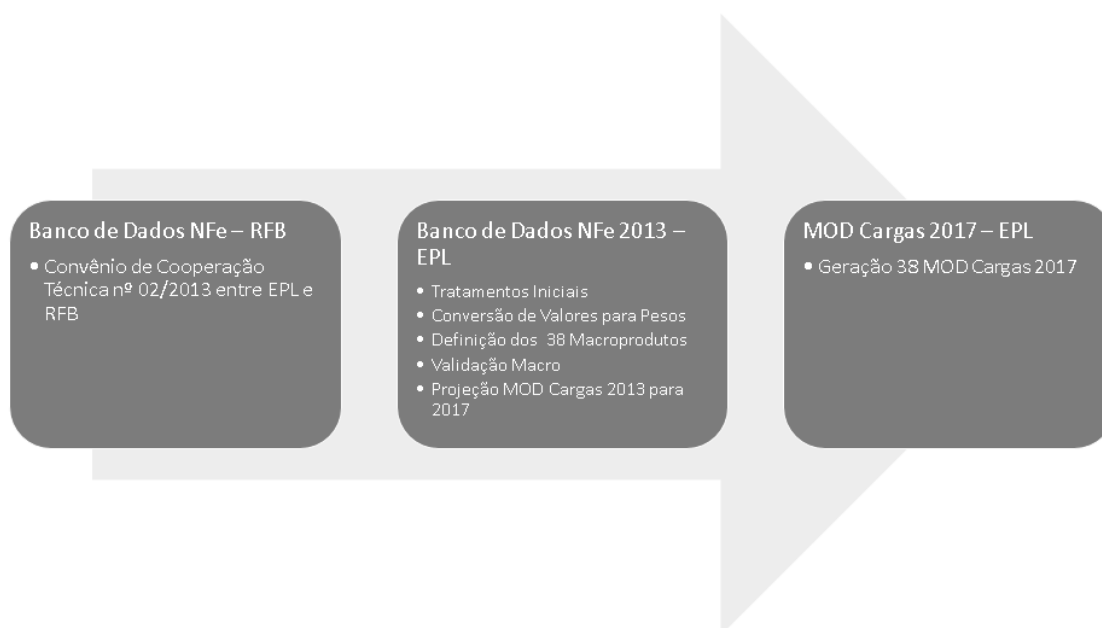 Banco de Dados NFe – RFB
• Convênio de Cooperação
Técnica nº 02/2013 entre EPL e
RFB
Banco de Dados NFe 2013 –
EPL
• Tratamentos Iniciais
• Conversão de Valores para Pesos
• Definição dos 38 Macroprodutos
• Validação Macro
• Projeção MOD Cargas 2013 para
2017
MOD Cargas 2017 – EPL
• Geração 38 MOD Cargas 2017